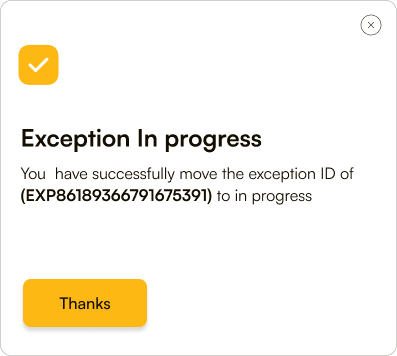 Exception In progress
You  have successfully move the exception ID of
(EXP86189366791675391) to in progress
Thanks